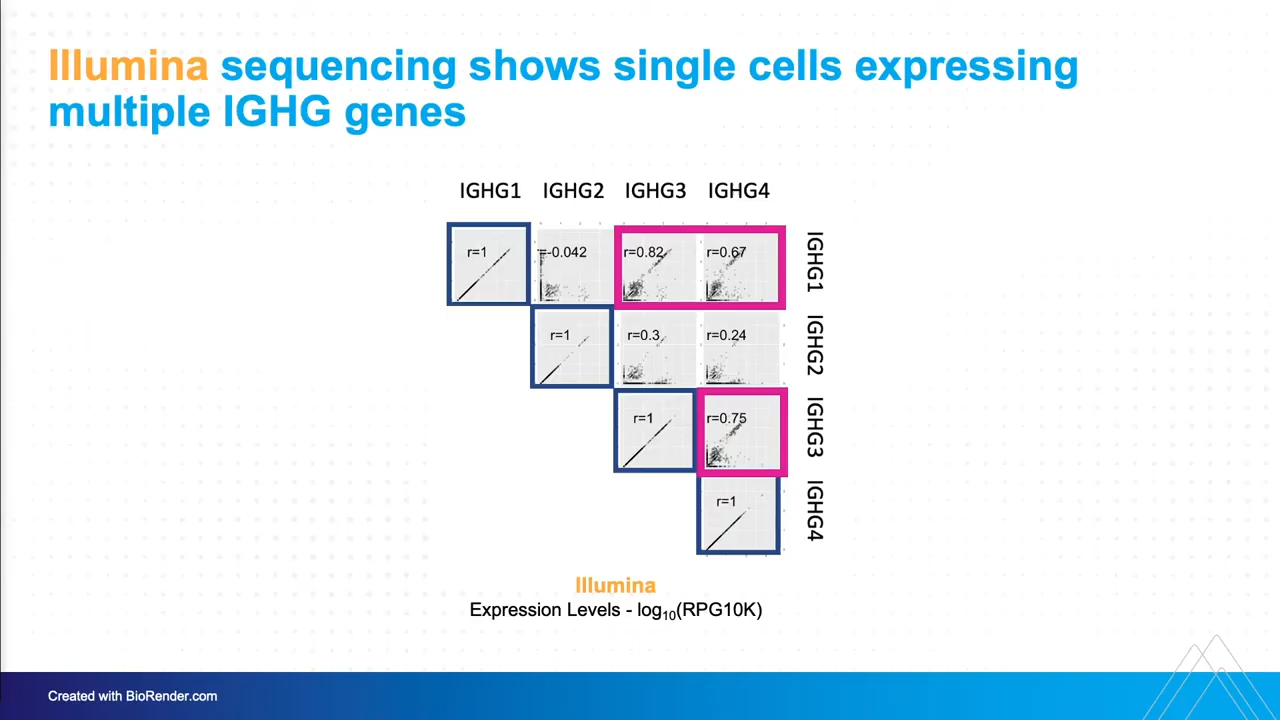 Illumina sequencing shows single cells expressing
multiple IGHG genes
IGHG1 IGHG2 IGHG3 IGHG4
r=1 r=-0.042 r=0.82 r=0.67 IGHG1
r=1 r=0.3 r=0.24 IGHG2
r=1 r=0.75 IGHG3
r=1 IGHG4
Illumina
Expression Levels - log10(RPG10K)
Created with BioRender.com